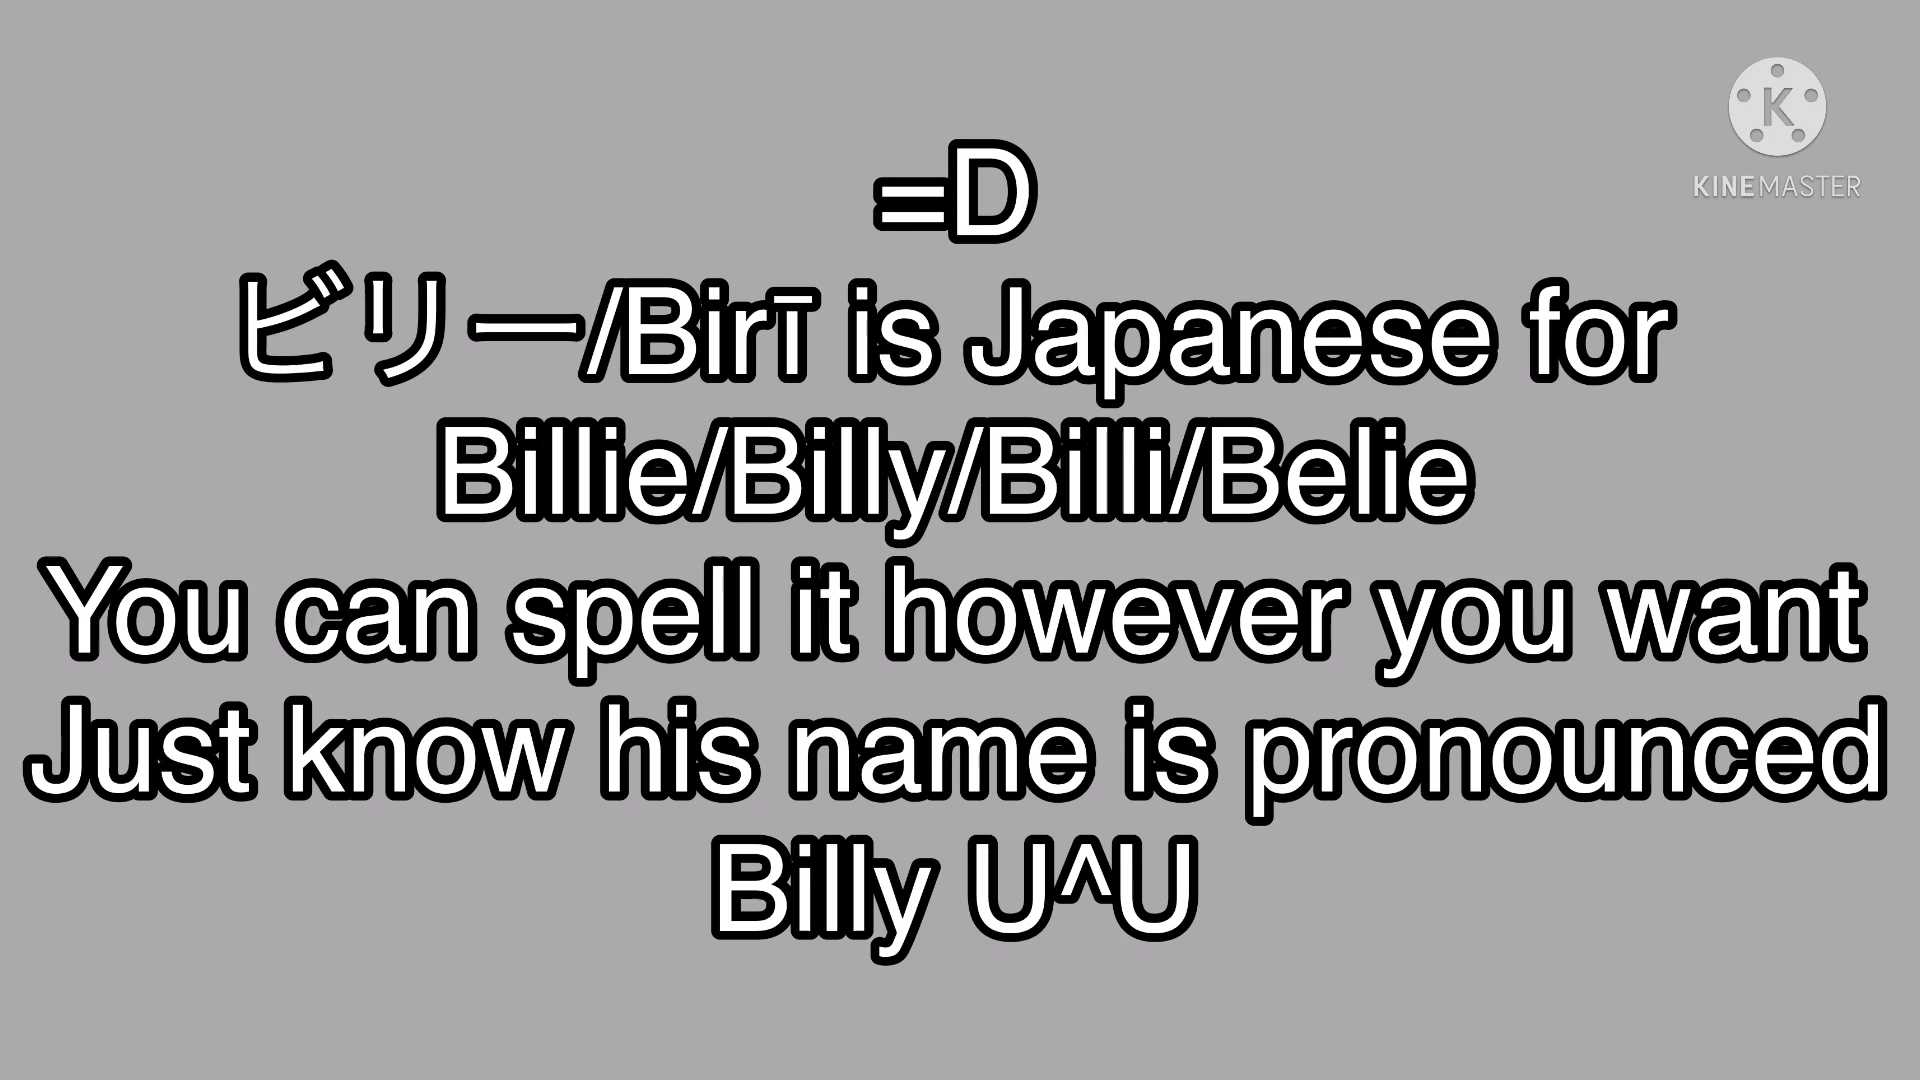 KINEMASTER
=D
ビリー/Birī is Japanese for
Billie/Billy/Billi/Belie
You can spell it however you want
Just know his name is pronounced
Billy U^U